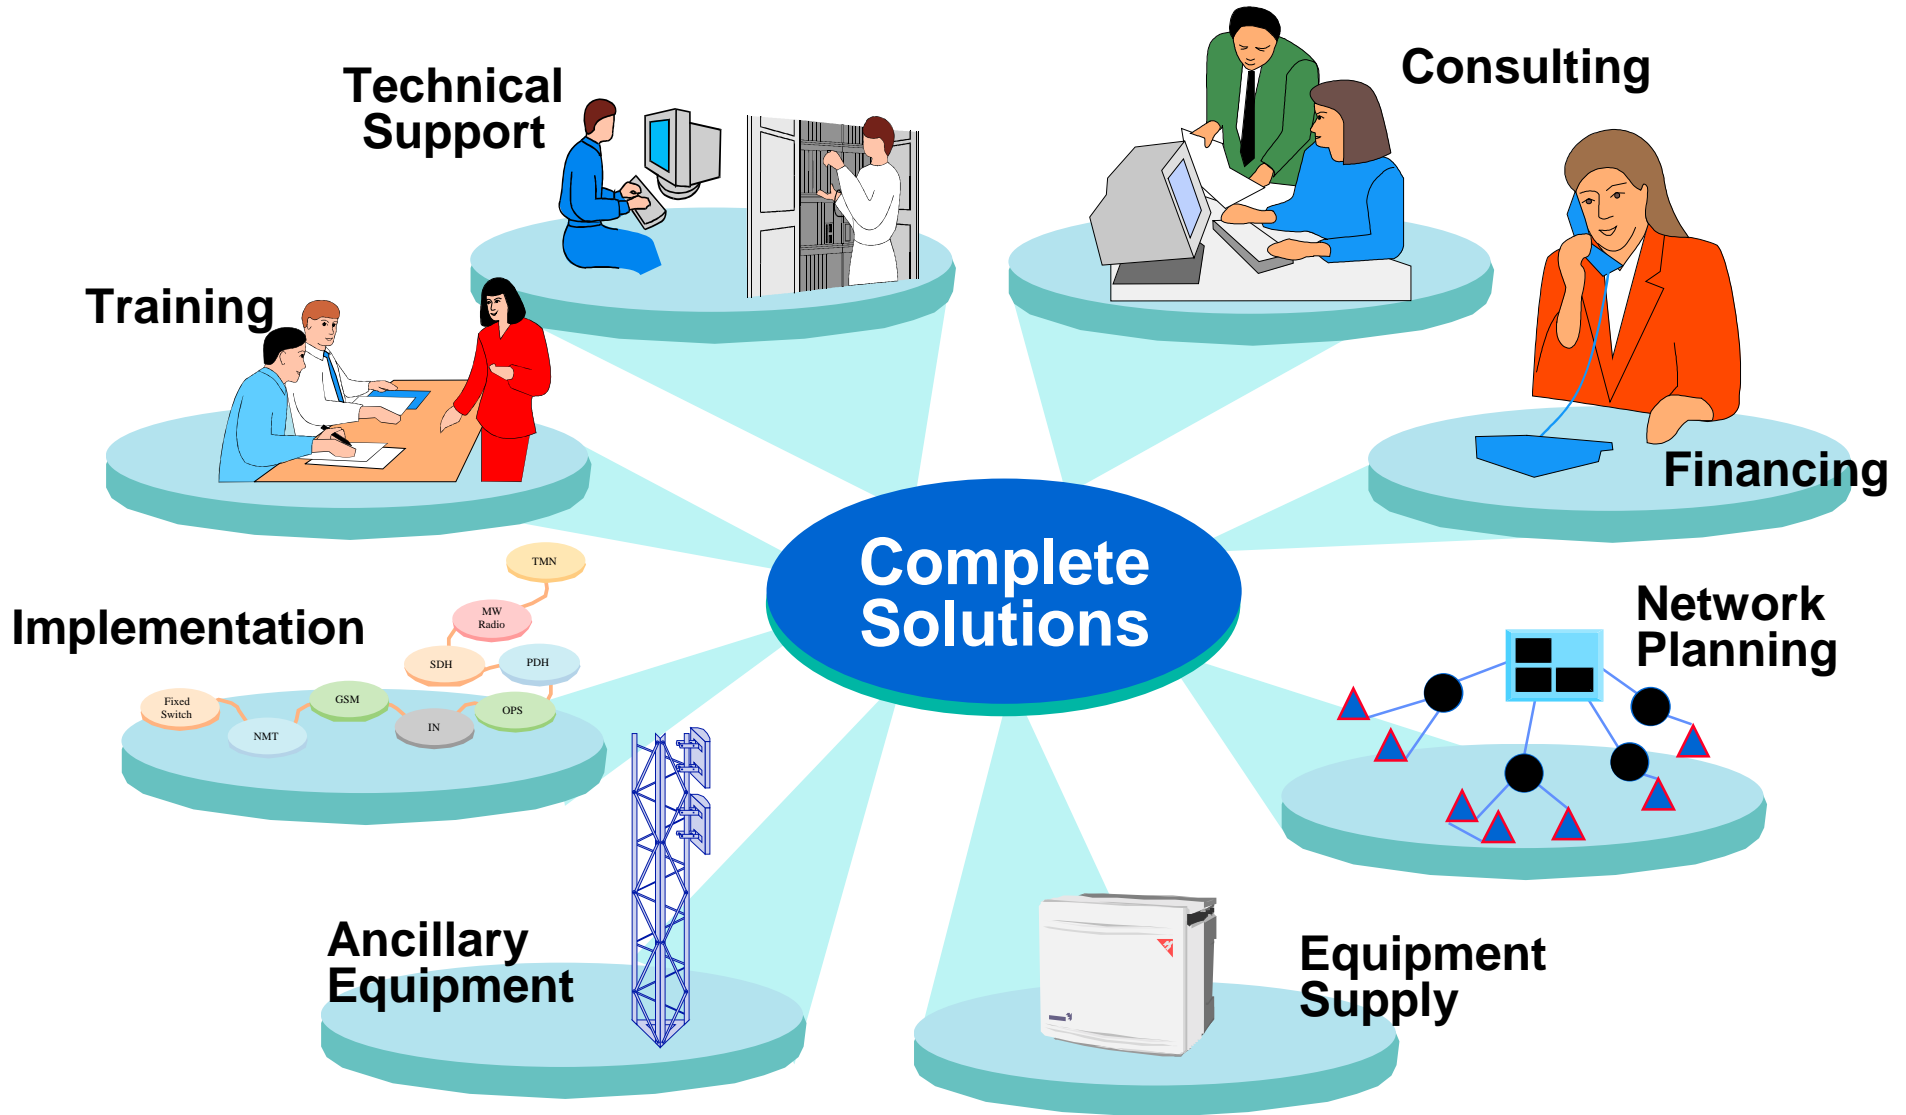 Technical
Support
Consulting
Training
Financing
Complete
Solutions
TMN
MW
Radio
Implementation
SDH
PDH
Fixed
Switch
GSM
OPS
NMT
IN
Network
Planning
Ancillary
Equipment
Equipment
Supply